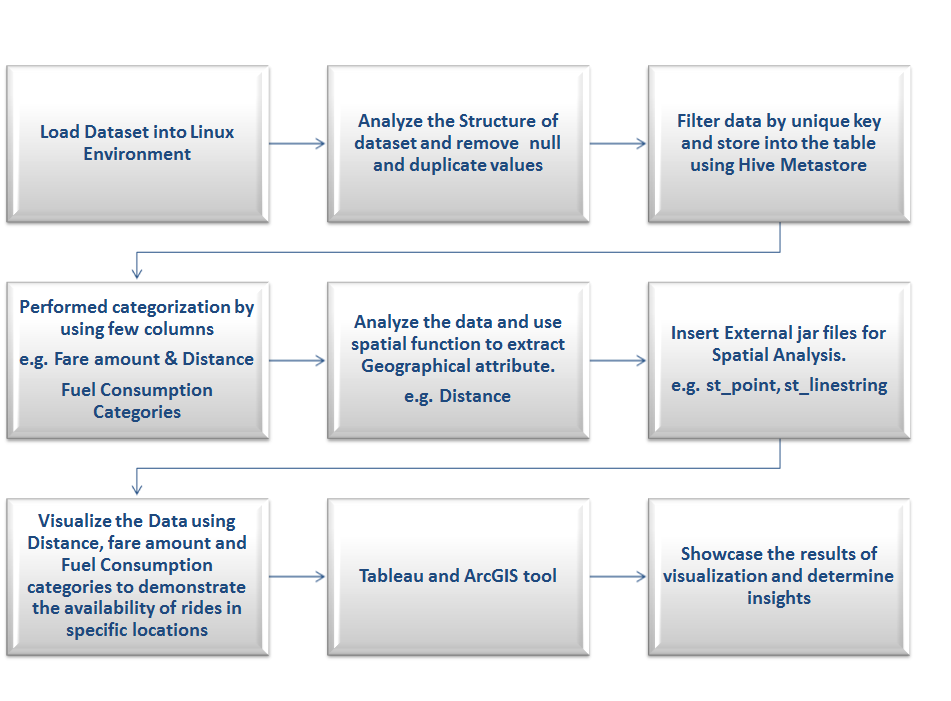 Load Dataset into Linux
Environment
Analyze the Structure of
dataset and remove null
and duplicate values
Filter data by unique key
and store into the table
using Hive Metastore
Performed categorization by
using few columns
e.g. Fare amount & Distance
Fuel Consumption
Categories
Analyze the data and use
spatial function to extract
Geographical attribute.
e.g. Distance
Insert External jar files for
Spatial Analysis.
e.g. st_point, st_linestring
Visualize the Data using
Distance, fare amount and
Fuel Consumption
categories to demonstrate
the availability of rides in
specific locations
Tableau and ArcGIS tool
Showcase the results of
visualization and determine
insights